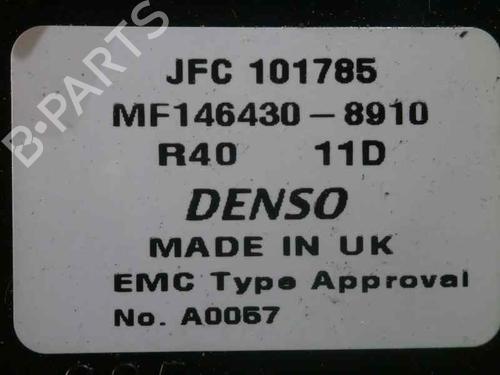 B-PARTS
JFC 101785
MF146430-8910
R40 11D
DENSO
MADE IN UK
EMC Type Approval
No. A0057